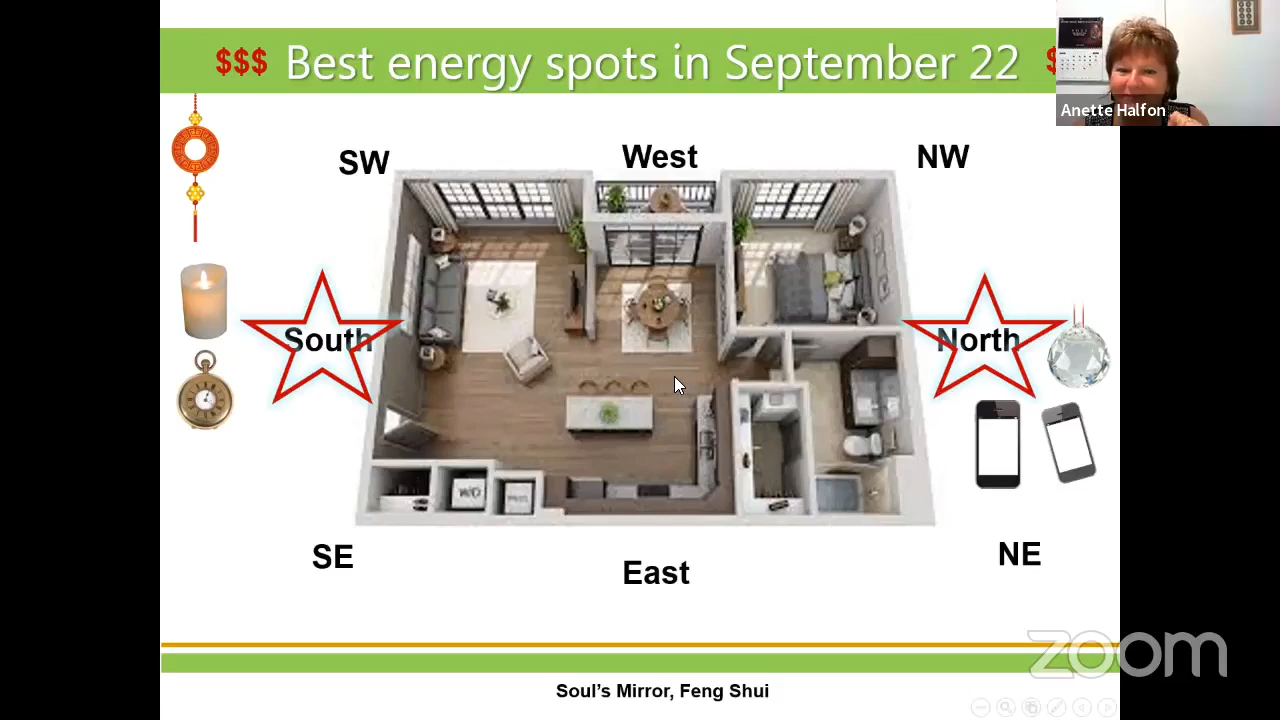 $$$ Best energy spots in September 22
Anette Halfon
SW
West
NW
South
North
SE
East
NE
zoom
Soul's Mirror, Feng Shui